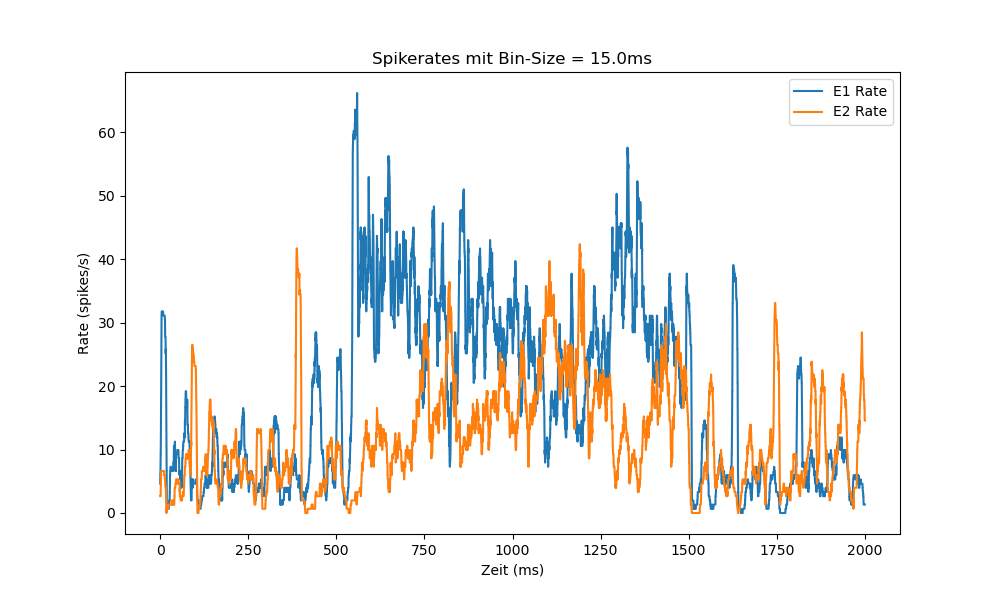 Spikerates mit Bin-Size = 15.0ms
E1 Rate
E2 Rate
Rate (spikes/s)
60
50
40
30
20
10
0
0 250 500 750 1000 1250 1500 1750 2000
Zeit (ms)